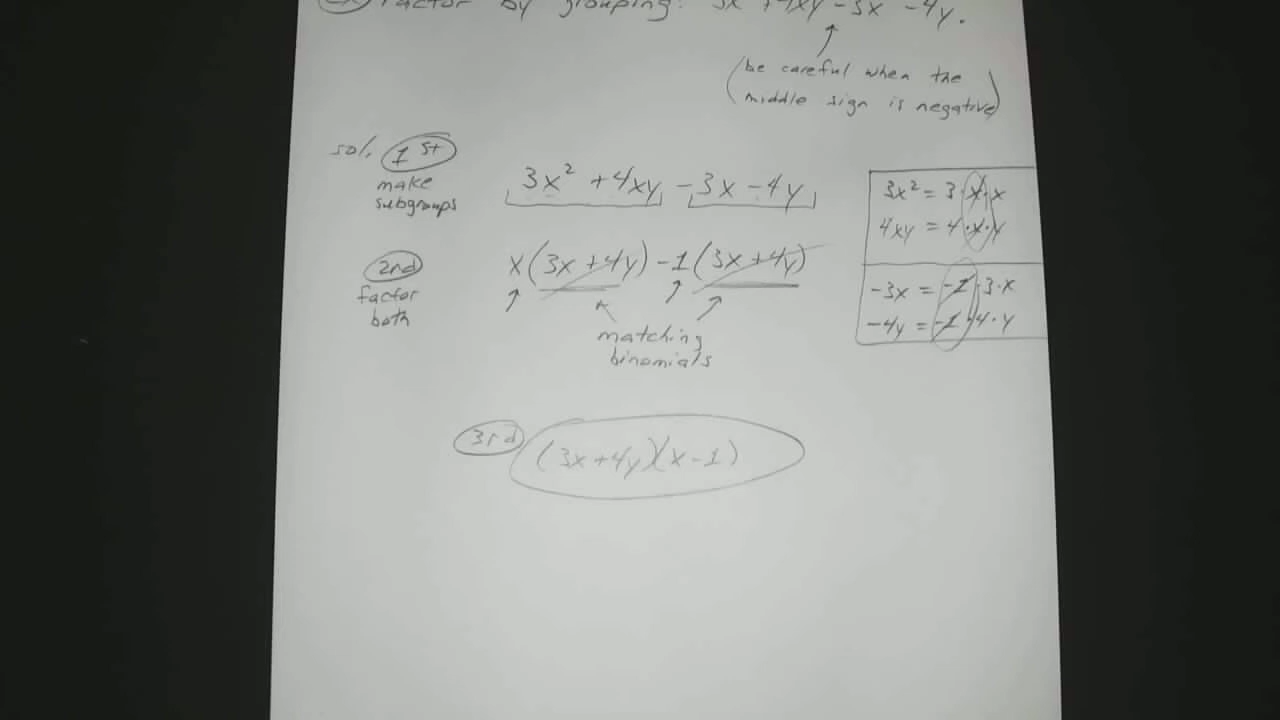 Ex Factor by grouping: 3x² +4xy -3x -4y.
(be careful when the
middle sign is negative)
sol. 1st
make
subgroups
3x² +4xy -3x -4y
3x² = 3·x·x
4xy = 4·x·y
2nd
factor
both
x(3x +4y) -1(3x +4y)
-3x = -1·3·x
-4y = -1·4·y
matching
binomials
3rd (3x+4y)(x-1)